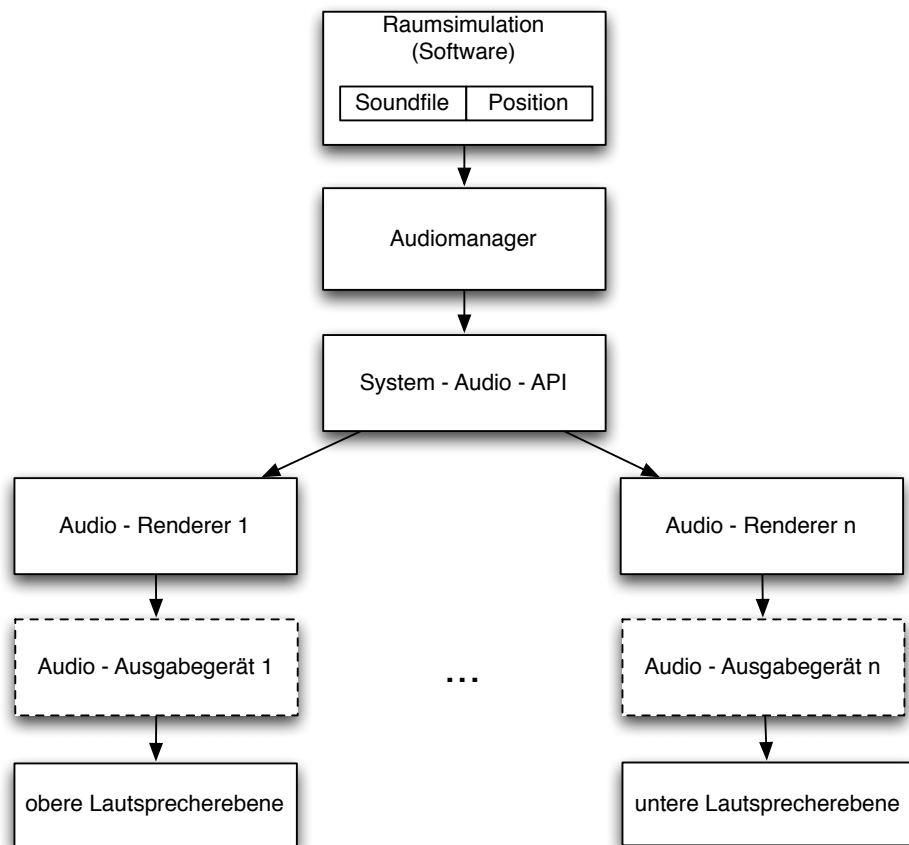 Raumsimulation
(Software)
Soundfile Position
Audiomanager
System - Audio - API
Audio - Renderer 1 Audio - Renderer n
Audio - Ausgabegerät 1 ... Audio - Ausgabegerät n
obere Lautsprecherebene untere Lautsprecherebene